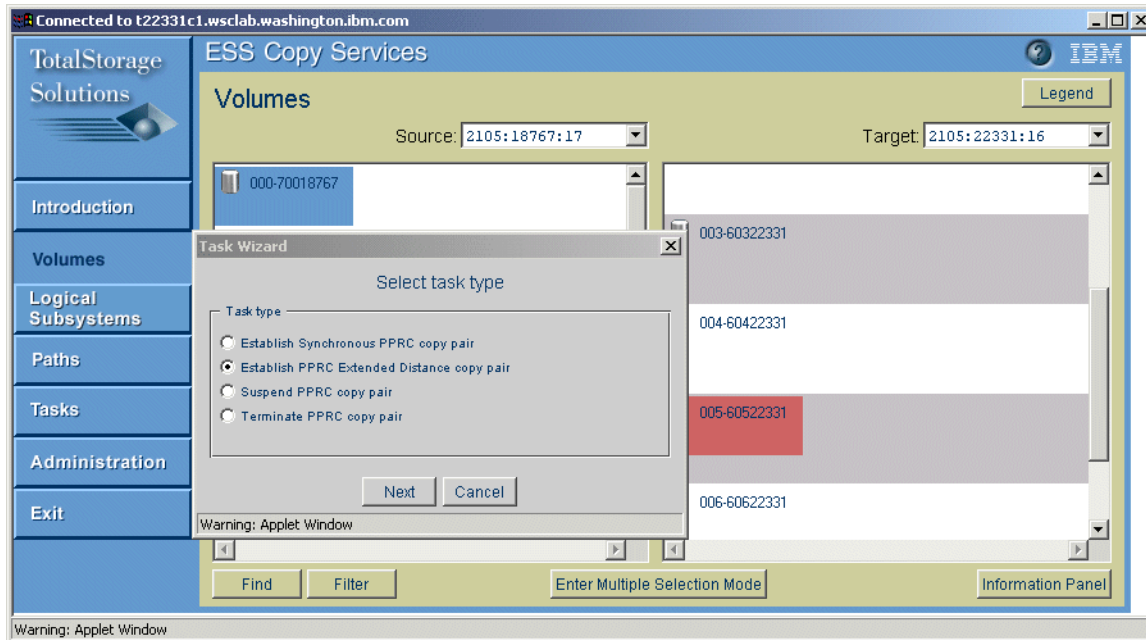 Connected to t22331c1.wsclab.washington.ibm.com
TotalStorage
Solutions
ESS Copy Services
? IBM
Volumes
Legend
Source: 2105:18767:17
Target: 2105:22331:16
000-70018767
003-60322331
004-60422331
005-60522331
006-60622331
Introduction
Volumes
Logical
Subsystems
Paths
Tasks
Administration
Exit
Task Wizard
Select task type
Task type
Establish Synchronous PPRC copy pair
Establish PPRC Extended Distance copy pair
Suspend PPRC copy pair
Terminate PPRC copy pair
Next Cancel
Warning: Applet Window
Find Filter Enter Multiple Selection Mode Information Panel
Warning: Applet Window